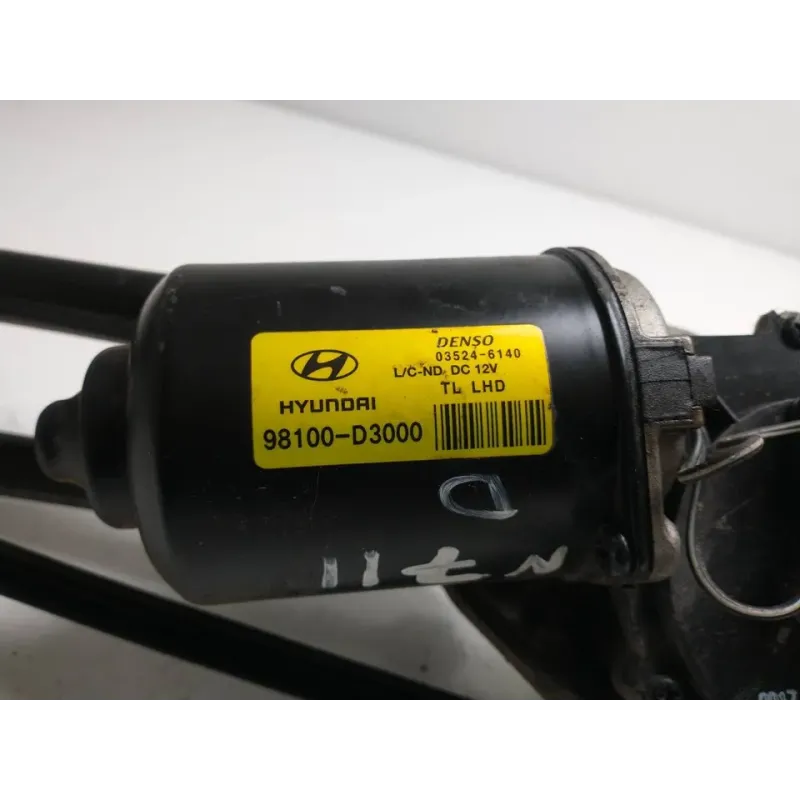 DENSO
03524-6140
L/C-ND, DC 12V
TL LHD
HYUNDAI
98100-D3000
D